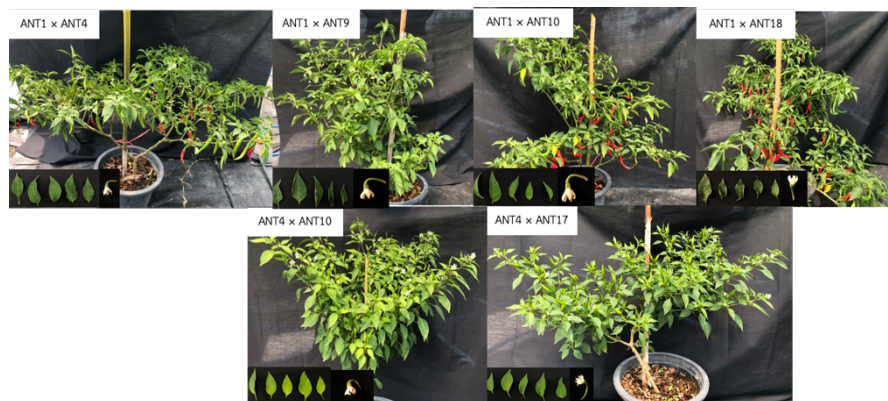 ANT1 × ANT4
ANT1 × ANT9
ANT1 × ANT10
ANT1 × ANT18
ANT4 × ANT10
ANT4 × ANT17